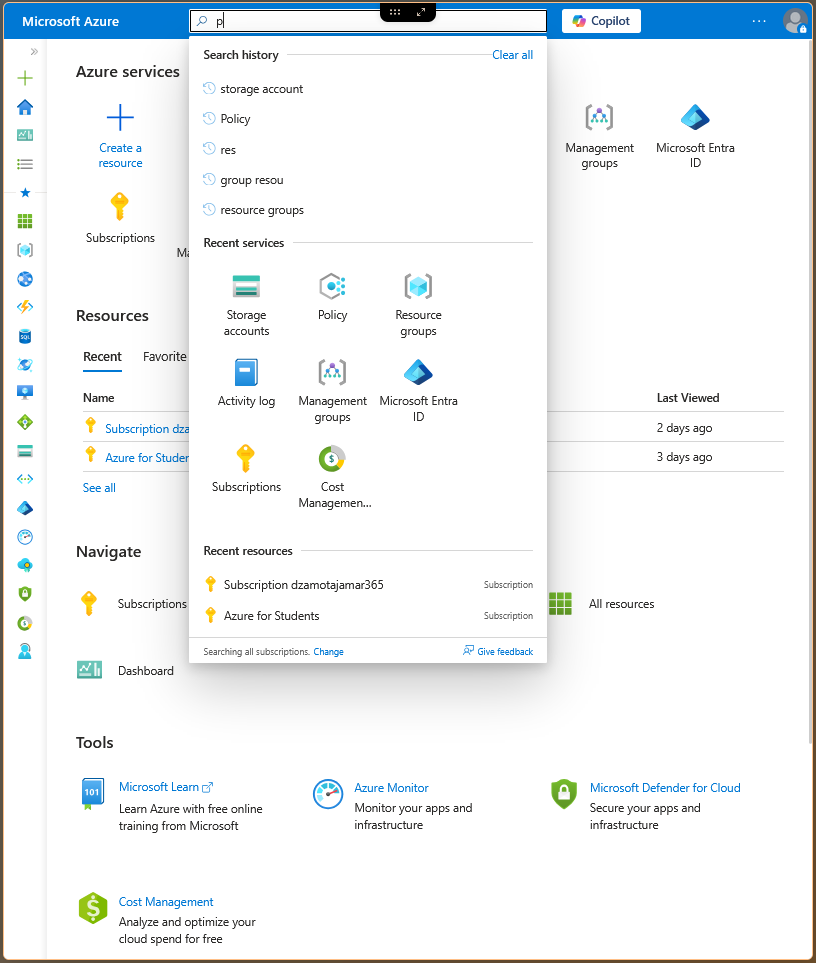 Microsoft Azure
p
Copilot
Search history
Clear all
storage account
Policy
res
group resou
resource groups
Recent services
Storage
accounts
Policy
Resource
groups
Activity log
Management
groups
Microsoft Entra
ID
Subscriptions
Cost
Managemen...
Recent resources
Subscription dzamotajamar365
Subscription
Azure for Students
Subscription
Searching all subscriptions. Change
Give feedback
Azure services
Create a
resource
Management
groups
Microsoft Entra
ID
Subscriptions
Ma
Resources
Recent
Favorite
Name
Last Viewed
Subscription dza
2 days ago
Azure for Studen
3 days ago
See all
Navigate
Subscriptions
All resources
Dashboard
Tools
101
Microsoft Learn
Learn Azure with free online
training from Microsoft
Azure Monitor
Monitor your apps and
infrastructure
Microsoft Defender for Cloud
Secure your apps and
infrastructure
Cost Management
Analyze and optimize your
cloud spend for free
SQL